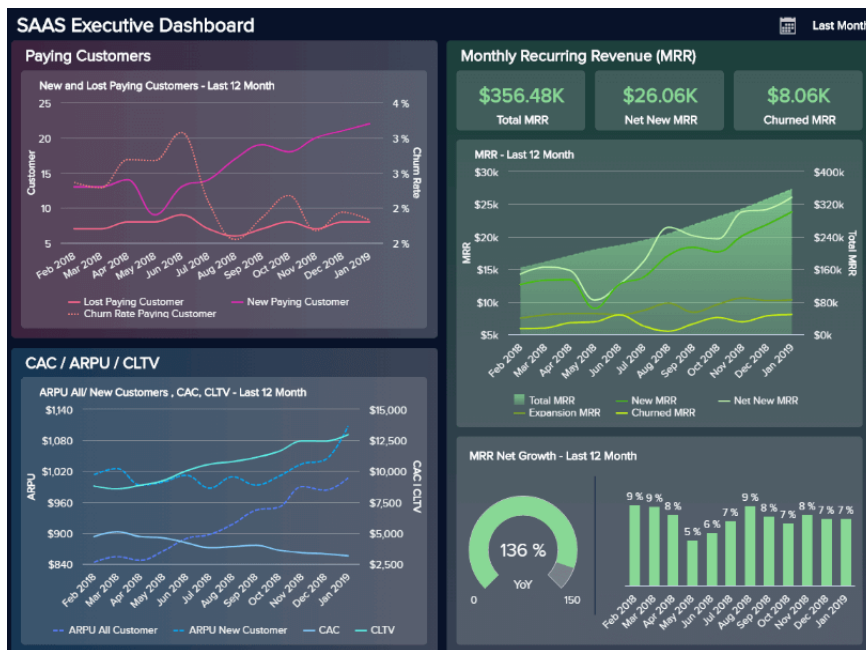 SAAS Executive Dashboard
Last Month
Paying Customers
New and Lost Paying Customers - Last 12 Month
25
20
15
10
5
Customer
4 %
3 %
3 %
2 %
2 %
Churn Rate
Feb 2018
Mar 2018
Apr 2018
May 2018
Jun 2018
Jul 2018
Aug 2018
Sep 2018
Oct 2018
Nov 2018
Dec 2018
Jan 2019
Lost Paying Customer
New Paying Customer
Churn Rate Paying Customer
Monthly Recurring Revenue (MRR)
$356.48K
Total MRR
$26.06K
Net New MRR
$8.06K
Churned MRR
MRR - Last 12 Month
$30k
$25k
$20k
$15k
$10k
$5k
MRR
$400k
$320k
$240k
$160k
$80k
$0k
Total MRR
Feb 2018
Mar 2018
Apr 2018
May 2018
Jun 2018
Jul 2018
Aug 2018
Sep 2018
Oct 2018
Nov 2018
Dec 2018
Jan 2019
Total MRR
New MRR
Net New MRR
Expansion MRR
Churned MRR
CAC / ARPU / CLTV
ARPU All/ New Customers , CAC, CLTV - Last 12 Month
$1,140
$1,080
$1,020
$960
$900
$840
ARPU
$15,000
$12,500
$10,000
$7,500
$5,000
$2,500
CAC | CLTV
Feb 2018
Mar 2018
Apr 2018
May 2018
Jun 2018
Jul 2018
Aug 2018
Sep 2018
Oct 2018
Nov 2018
Dec 2018
Jan 2019
ARPU All Customer
ARPU New Customer
CAC
CLTV
MRR Net Growth - Last 12 Month
136 %
YoY
0
150
9 %
9 %
8 %
5 %
6 %
7 %
9 %
8 %
7 %
8 %
7 %
7 %
Feb 2018
Mar 2018
Apr 2018
May 2018
Jun 2018
Jul 2018
Aug 2018
Sep 2018
Oct 2018
Nov 2018
Dec 2018
Jan 2019